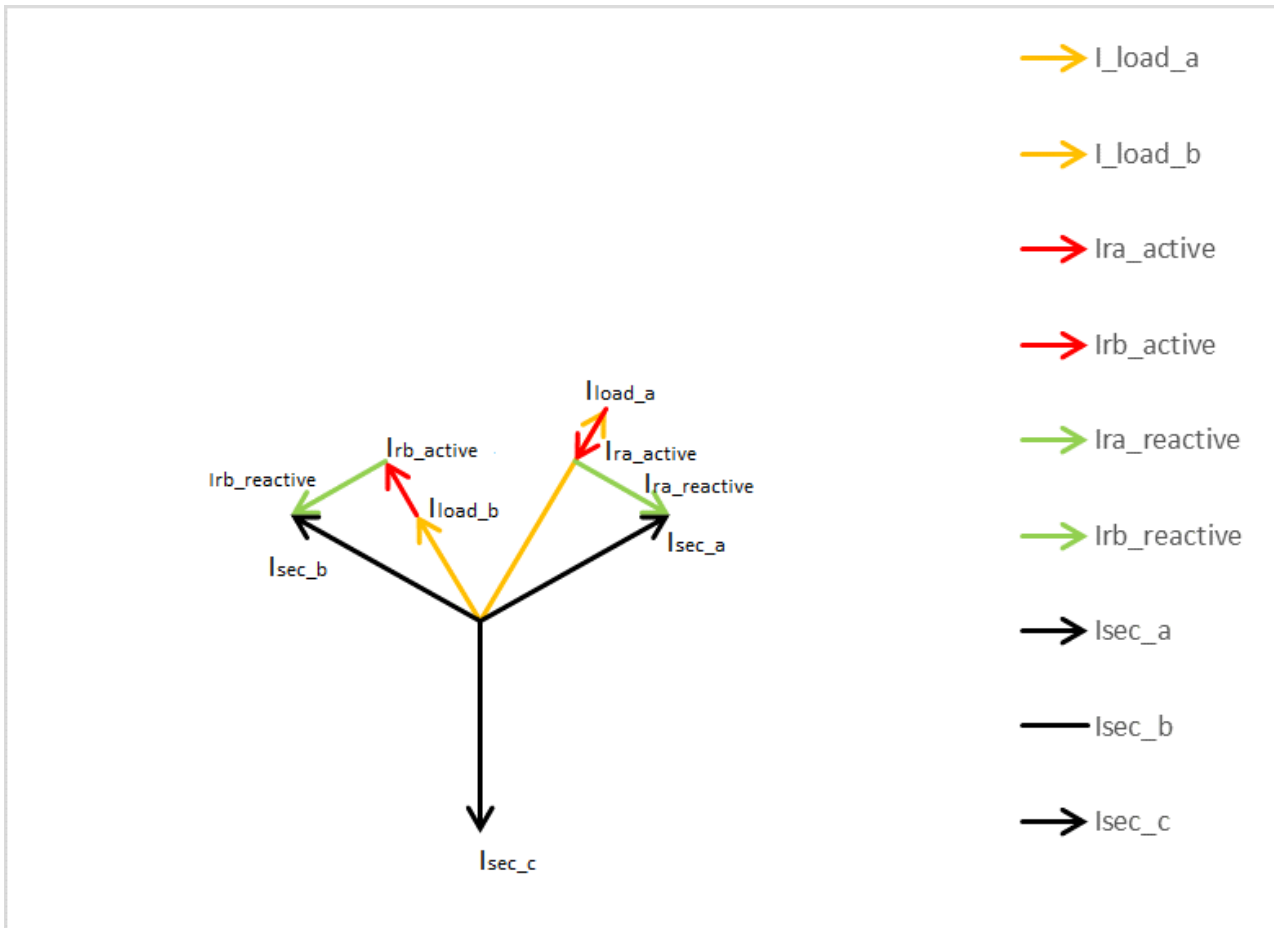 I_load_a
I_load_b
Ira_active
Irb_active
Ira_reactive
Irb_reactive
Isec_a
Isec_b
Isec_c
Iload_a
Irb_active
Ira_active
Irb_reactive
Ira_reactive
Iload_b
Isec_a
Isec_b
Isec_c